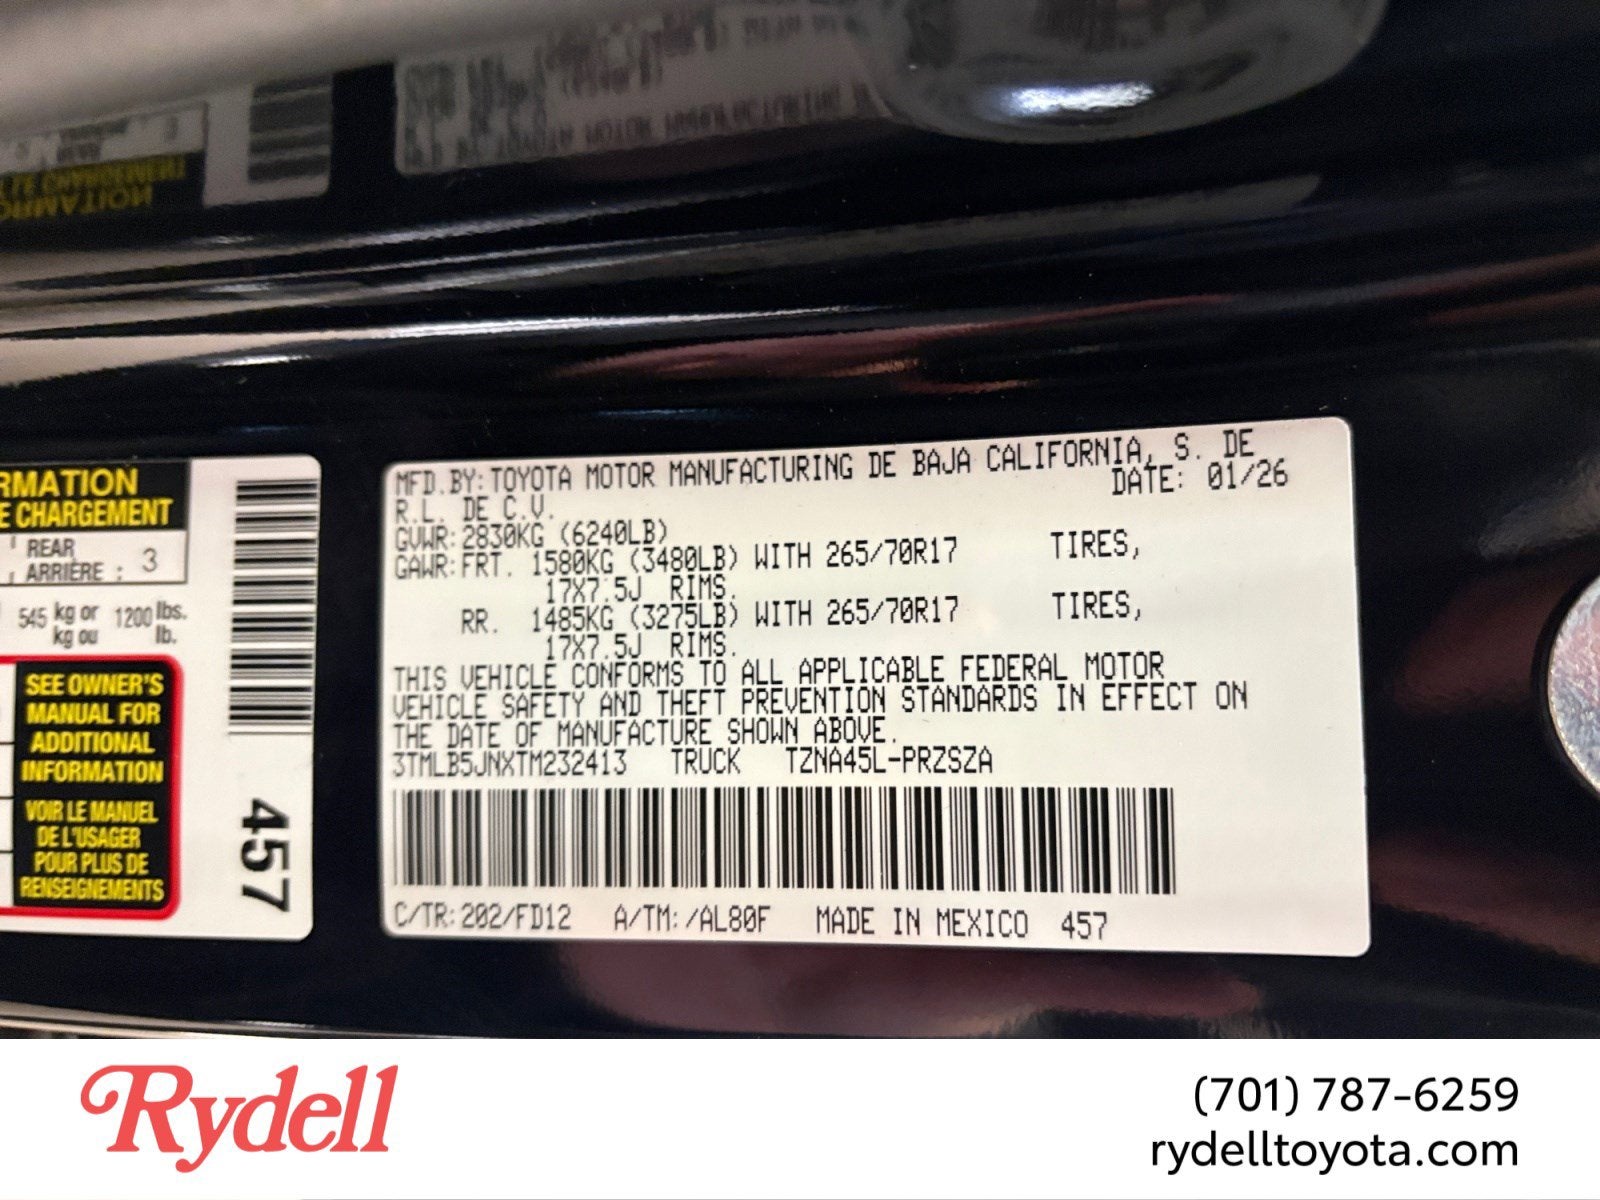 RMATION
E CHARGEMENT
REAR
ARRIÈRE : 3
545 kg or 1200 lbs.
kg ou lb.
SEE OWNER'S
MANUAL FOR
ADDITIONAL
INFORMATION
VOIR LE MANUEL
DE L'USAGER
POUR PLUS DE
RENSEIGNEMENTS
457
MFD.BY:TOYOTA MOTOR MANUFACTURING DE BAJA CALIFORNIA, S. DE
R.L. DE C.V. DATE: 01/26
GVWR:2830KG (6240LB)
GAWR:FRT. 1580KG (3480LB) WITH 265/70R17 TIRES,
17X7.5J RIMS.
RR. 1485KG (3275LB) WITH 265/70R17 TIRES,
17X7.5J RIMS.
THIS VEHICLE CONFORMS TO ALL APPLICABLE FEDERAL MOTOR
VEHICLE SAFETY AND THEFT PREVENTION STANDARDS IN EFFECT ON
THE DATE OF MANUFACTURE SHOWN ABOVE.
3TMLB5JNXTM232413 TRUCK TZNA45L-PRZSZA
C/TR:202/FD12 A/TM:/AL80F MADE IN MEXICO 457
Rydell
(701) 787-6259
rydelltoyota.com